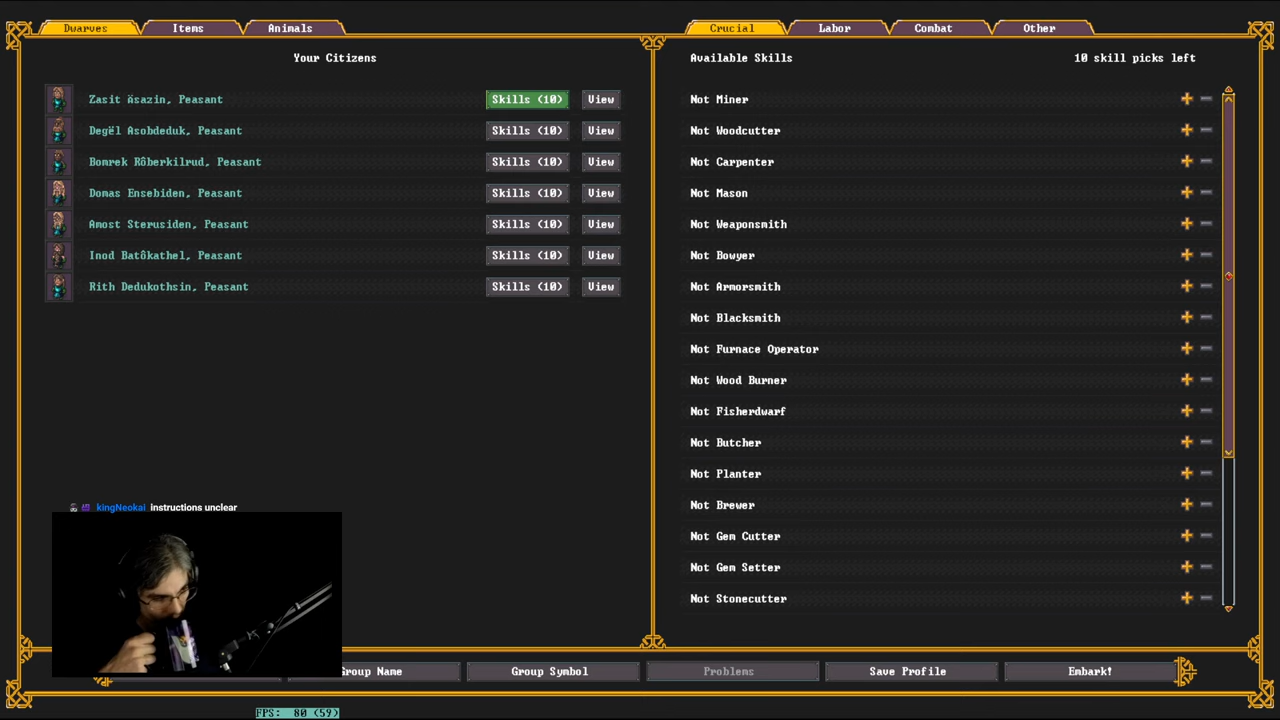 Dwarves Items Animals Crucial Labor Combat Other
Your Citizens
Zasit äsazin, Peasant Skills (10) View
Degël Asobdeduk, Peasant Skills (10) View
Bomrek Rôberkilrud, Peasant Skills (10) View
Domas Ensebiden, Peasant Skills (10) View
Amost Sterusiden, Peasant Skills (10) View
Inod Batôkathel, Peasant Skills (10) View
Rith Dedukothsin, Peasant Skills (10) View
Available Skills 10 skill picks left
Not Miner
Not Woodcutter
Not Carpenter
Not Mason
Not Weaponsmith
Not Bowyer
Not Armorsmith
Not Blacksmith
Not Furnace Operator
Not Wood Burner
Not Fisherdwarf
Not Butcher
Not Planter
Not Brewer
Not Gem Cutter
Not Gem Setter
Not Stonecutter
kingNeokai instructions unclear
Group Name Group Symbol Problems Save Profile Embark!
FPS: 80 (59)